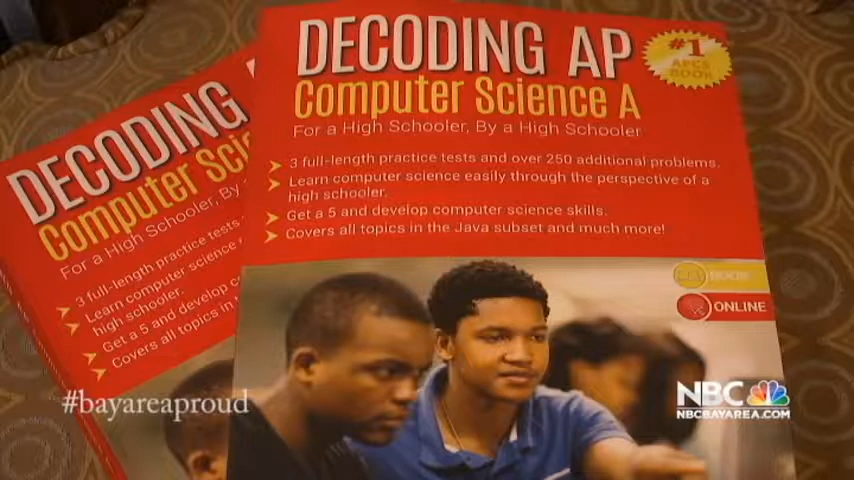 DECODING AP
Computer Science A
For a High Schooler, By a High Schooler
#1
APCS
BOOK
3 full-length practice tests and over 250 additional problems.
Learn computer science easily through the perspective of a
high schooler.
Get a 5 and develop computer science skills.
Covers all topics in the Java subset and much more!
BOOK
ONLINE
DECODING
Computer Sci
For a High Schooler, By
3 full-length practice tests
Learn computer science
high schooler.
Get a 5 and develop co
Covers all topics in t
#bayareaproud
NBC
NBCBAYAREA.COM